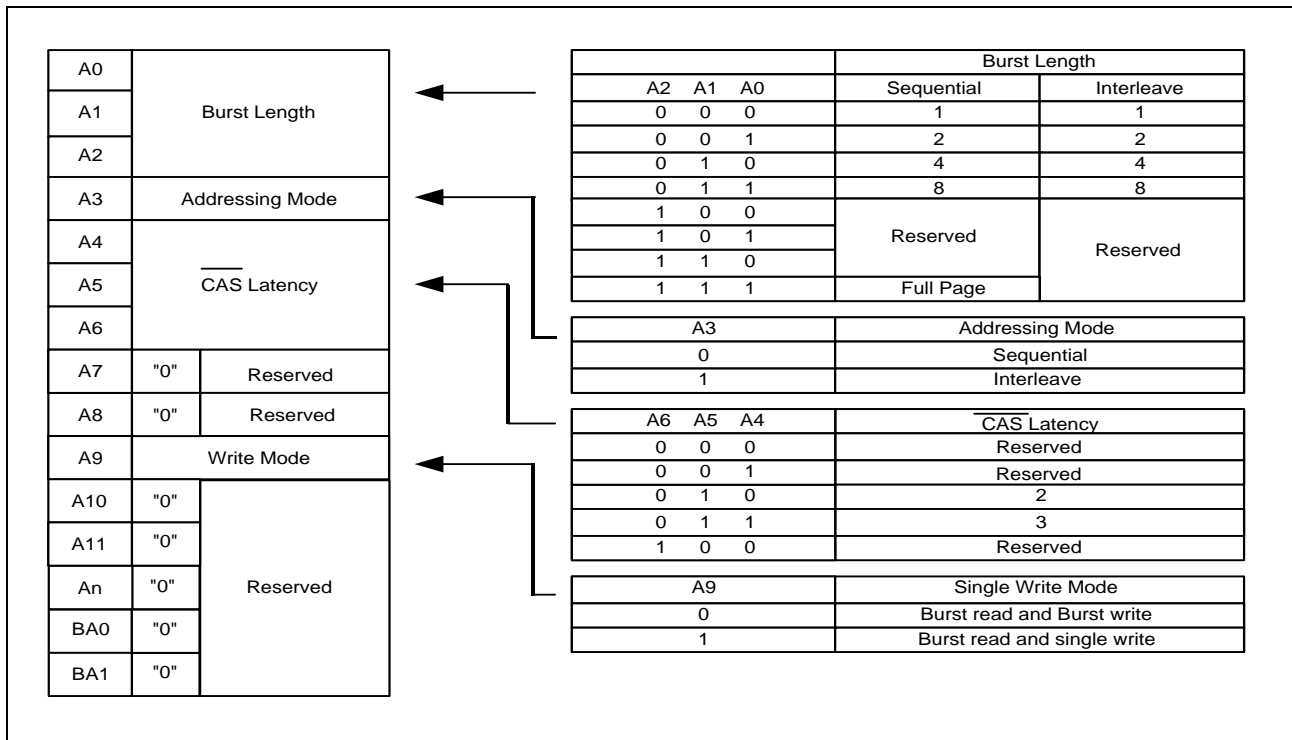 A0
A1 Burst Length
A2
A3 Addressing Mode
A4
A5 CAS Latency
A6
A7 "0" Reserved
A8 "0" Reserved
A9 Write Mode
A10 "0"
A11 "0"
An "0" Reserved
BA0 "0"
BA1 "0"
Burst Length
A2 A1 A0 Sequential Interleave
0 0 0 1 1
0 0 1 2 2
0 1 0 4 4
0 1 1 8 8
1 0 0
1 0 1 Reserved Reserved
1 1 0
1 1 1 Full Page
A3 Addressing Mode
0 Sequential
1 Interleave
A6 A5 A4 CAS Latency
0 0 0 Reserved
0 0 1 Reserved
0 1 0 2
0 1 1 3
1 0 0 Reserved
A9 Single Write Mode
0 Burst read and Burst write
1 Burst read and single write